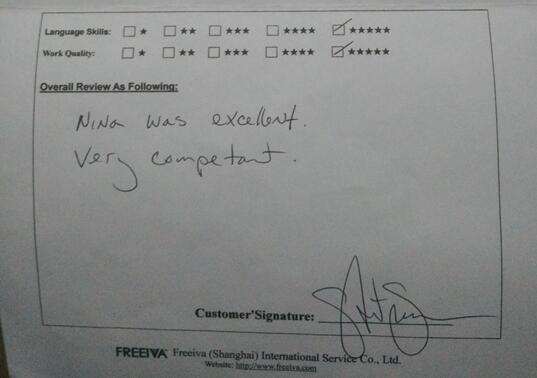 Language Skills: ☐ ★ ☐ ★★ ☐ ★★★ ☐ ★★★★ ☑ ★★★★★
Work Quality: ☐ ★ ☐ ★★ ☐ ★★★ ☐ ★★★★ ☑ ★★★★★
Overall Review As Following:
Nina was excellent.
Very competant.
Customer'Signature:
FREEIVA Freeiva (Shanghai) International Service Co., Ltd.
Website: http://www.freeiva.com